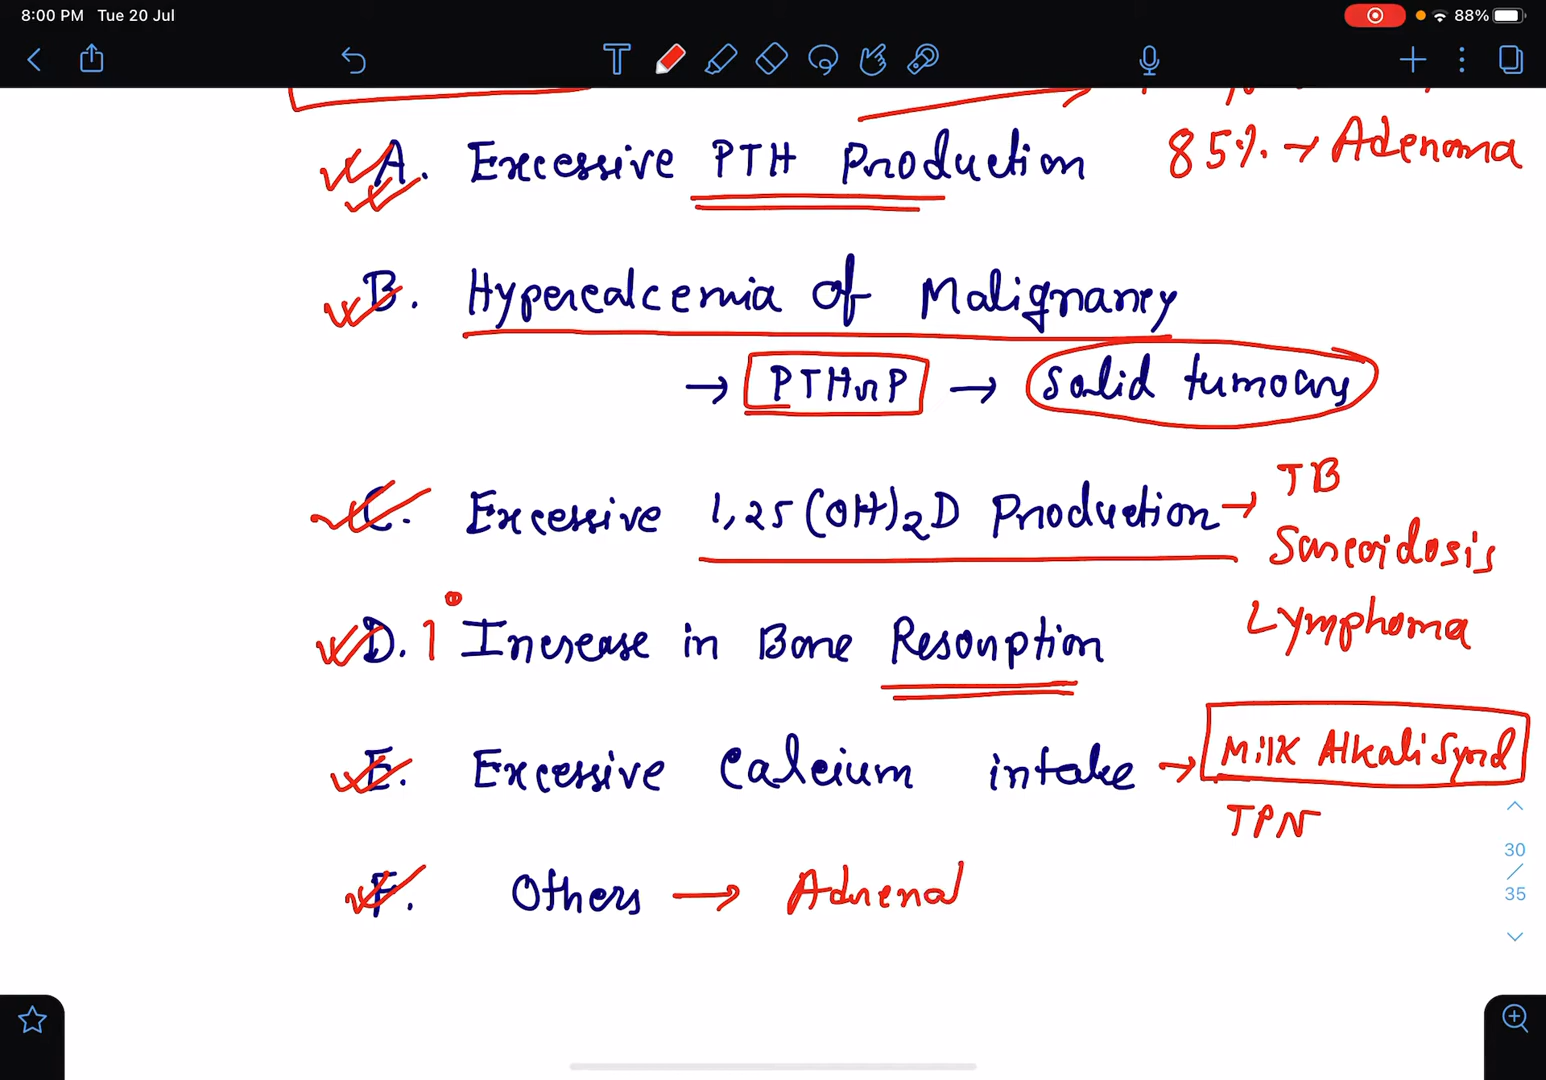 8:00 PM Tue 20 Jul
88%
A. Excessive PTH Production
85% → Adenoma
B. Hypercalcemia of Malignancy
→ PTHrP → Solid tumours
C. Excessive 1,25(OH)₂D Production →
TB
Sarcoidosis
Lymphoma
D. 1° Increase in Bone Resorption
E. Excessive Calcium intake → Milk Alkali Synd
TPN
F. Others → Adrenal
30
/
35